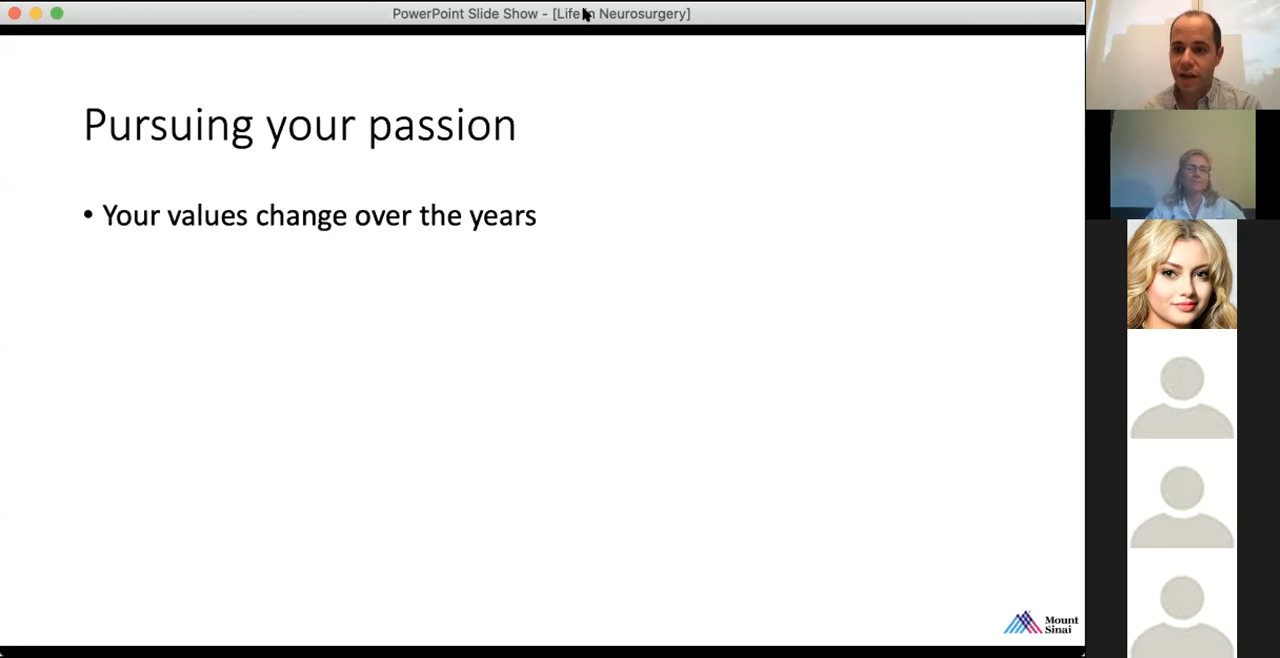 PowerPoint Slide Show - [Life in Neurosurgery]
Pursuing your passion
• Your values change over the years
Mount
Sinai